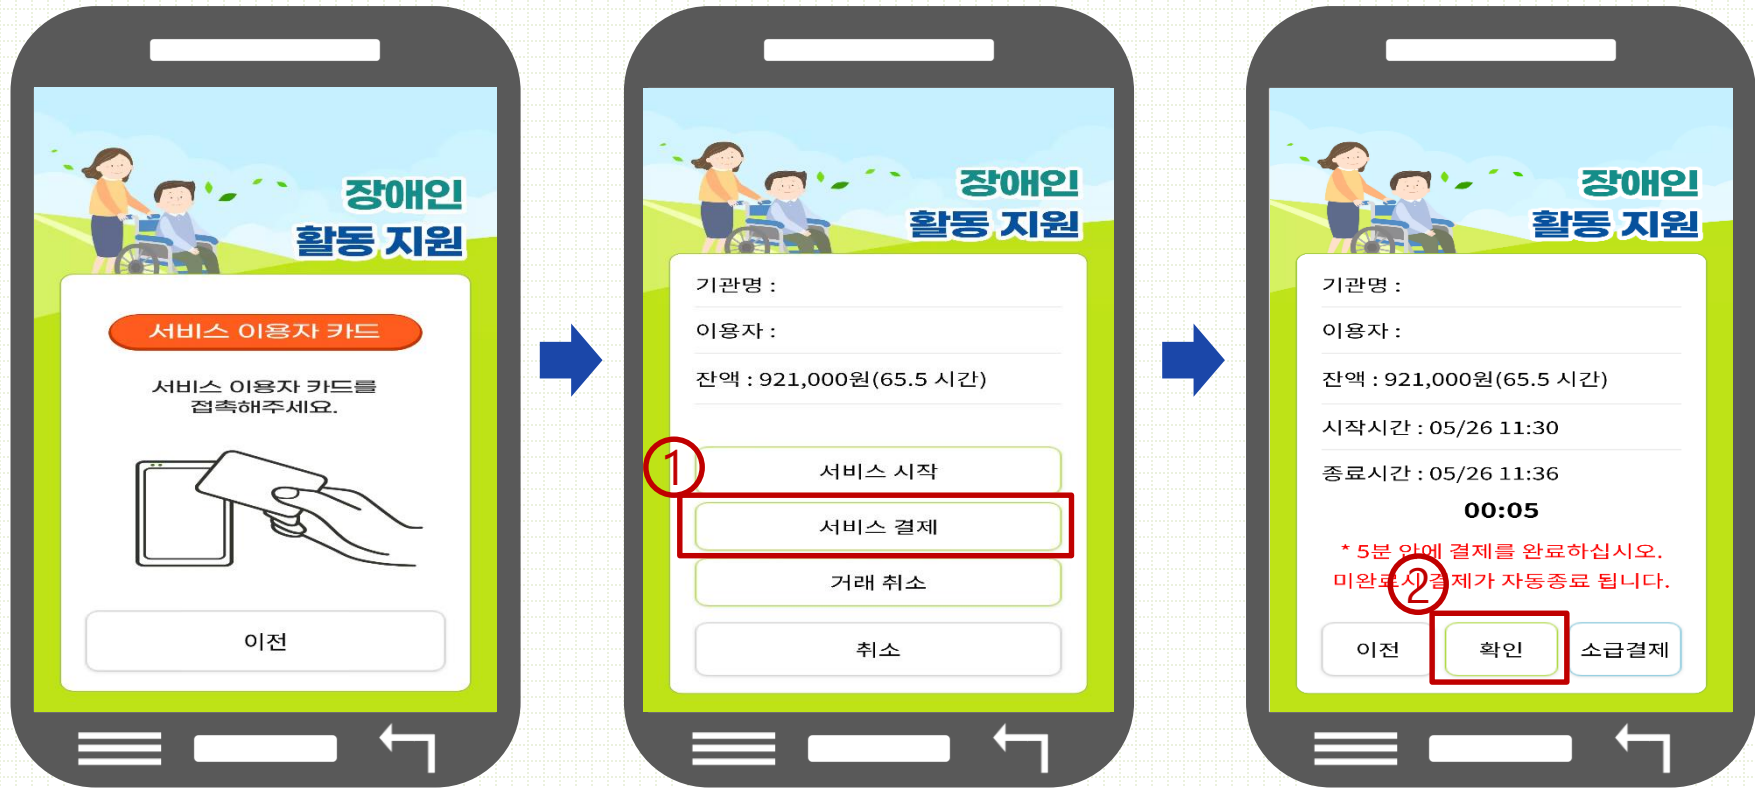 장애인
활동 지원
서비스 이용자 카드
서비스 이용자 카드를
접촉해주세요.
이전
장애인
활동 지원
기관명 :
이용자 :
잔액 : 921,000원(65.5 시간)
①
서비스 시작
서비스 결제
거래 취소
취소
장애인
활동 지원
기관명 :
이용자 :
잔액 : 921,000원(65.5 시간)
시작시간 : 05/26 11:30
종료시간 : 05/26 11:36
00:05
* 5분 안에 결제를 완료하십시오.
미완료시 결제가 자동종료 됩니다.
②
이전 확인 소급결제